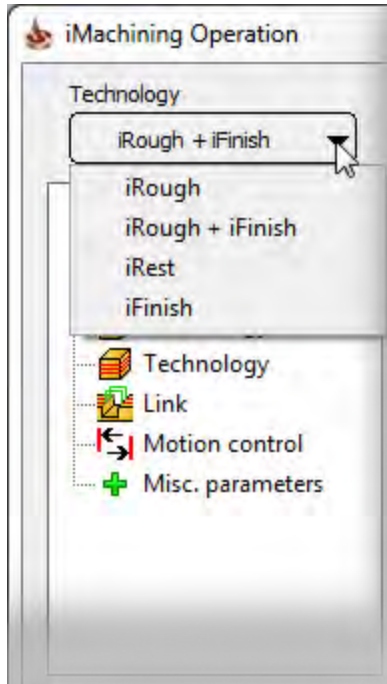 iMachining Operation
Technology
iRough + iFinish
iRough
iRough + iFinish
iRest
iFinish
Technology
Link
Motion control
Misc. parameters